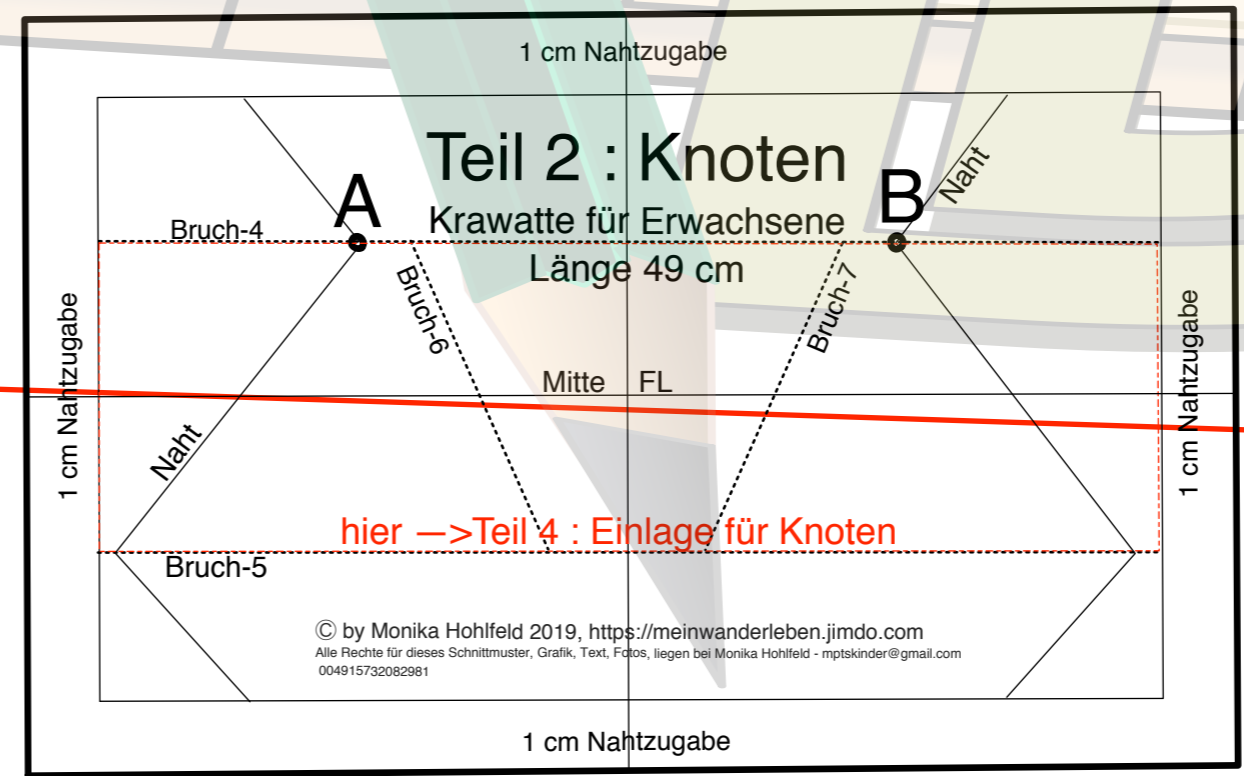 1 cm Nahtzugabe
Teil 2 : Knoten
A
B
Naht
Bruch-4
Krawatte für Erwachsene
Länge 49 cm
Bruch-6
Bruch-7
1 cm Nahtzugabe
1 cm Nahtzugabe
Mitte FL
Naht
hier —>Teil 4 : Einlage für Knoten
Bruch-5
© by Monika Hohlfeld 2019, https://meinwanderleben.jimdo.com
Alle Rechte für dieses Schnittmuster, Grafik, Text, Fotos, liegen bei Monika Hohlfeld - mptskinder@gmail.com
004915732082981
1 cm Nahtzugabe